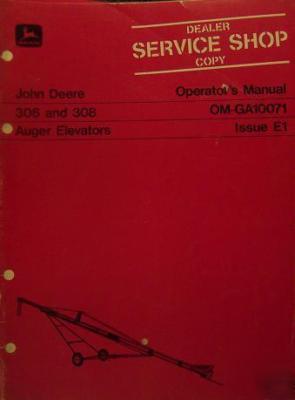 DEALER
SERVICE SHOP
COPY
John Deere
306 and 308
Auger Elevators
Operator's Manual
OM-GA10071
Issue E1